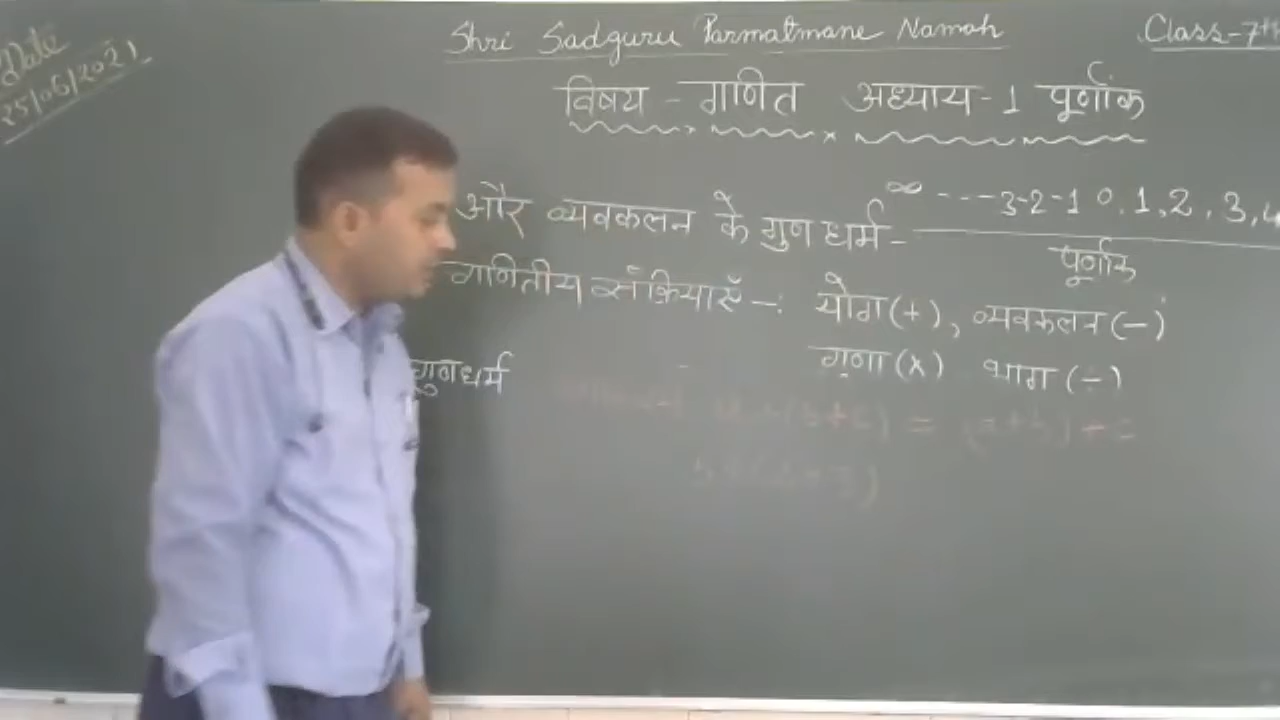 Date
25/06/2021
Shri Sadguru Parmatmane Namah
Class-7th
विषय - गणित अध्याय-1 पूर्णांक
और व्यवकलन के गुण धर्म -
∞ - - -3-2-1 0,1,2,3,4
पूर्णांक
गणितीय संक्रियाएँ -: योग(+), व्यवकलन(-)
गुणा(x) भाग(÷)
गुणधर्म
(b+c) = (a+b)+c